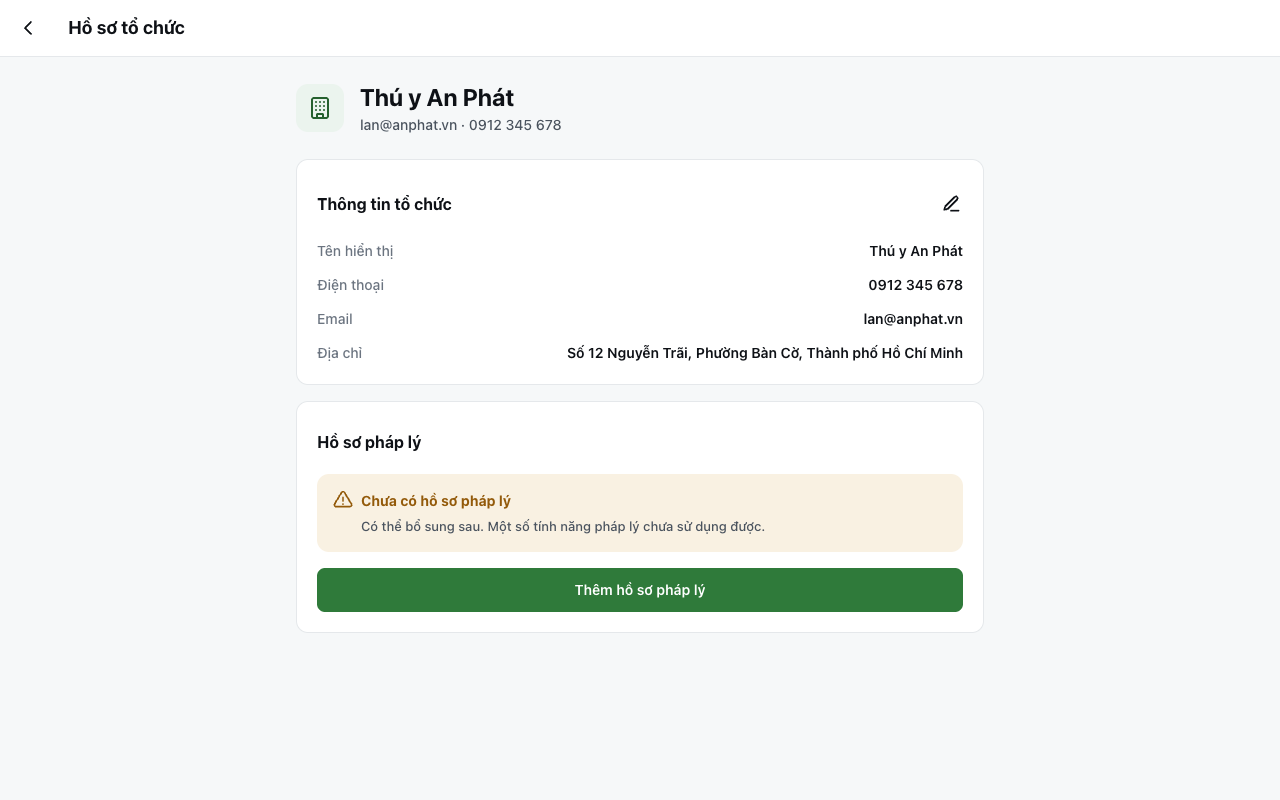 Hồ sơ tổ chức
Thú y An Phát
lan@anphat.vn · 0912 345 678
Thông tin tổ chức
Tên hiển thị
Thú y An Phát
Điện thoại
0912 345 678
Email
lan@anphat.vn
Địa chỉ
Số 12 Nguyễn Trãi, Phường Bàn Cờ, Thành phố Hồ Chí Minh
Hồ sơ pháp lý
Chưa có hồ sơ pháp lý
Có thể bổ sung sau. Một số tính năng pháp lý chưa sử dụng được.
Thêm hồ sơ pháp lý